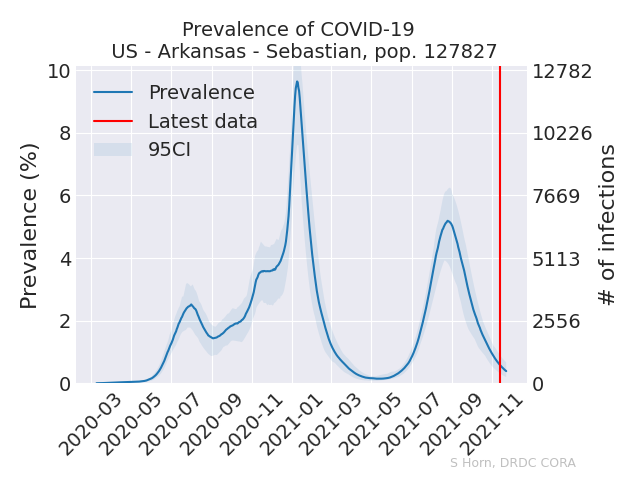 Prevalence of COVID-19
US - Arkansas - Sebastian, pop. 127827
Prevalence (%)
10
8
6
4
2
0
Prevalence
Latest data
95CI
12782
10226
7669
5113
2556
0
# of infections
2020-03
2020-05
2020-07
2020-09
2020-11
2021-01
2021-03
2021-05
2021-07
2021-09
2021-11
S Horn, DRDC CORA